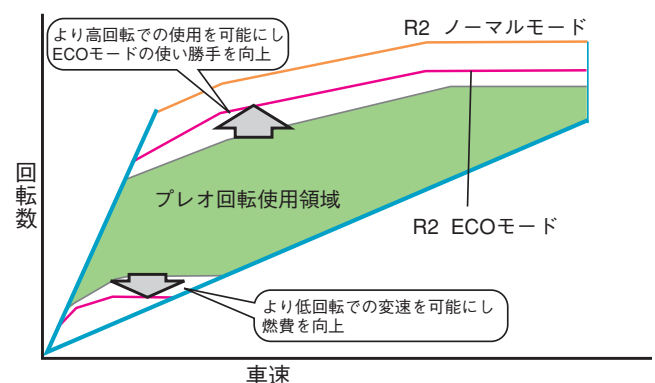 より高回転での使用を可能にし
ECOモードの使い勝手を向上
R2 ノーマルモード
回転数
プレオ回転使用領域
R2 ECOモード
より低回転での変速を可能にし
燃費を向上
車速